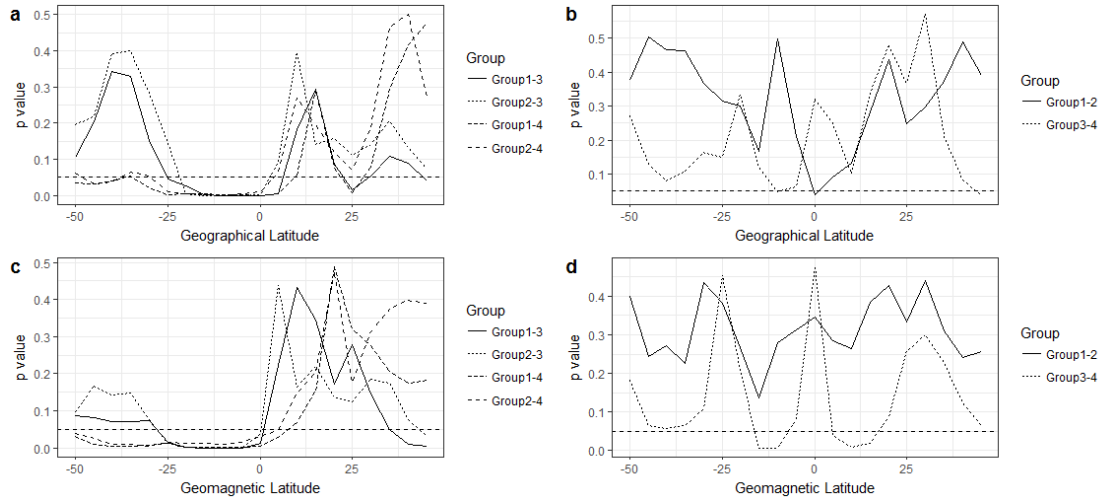 a
0.5
0.4
0.3
0.2
0.1
0.0
p value
-50
-25
0
25
Geographical Latitude
Group
Group1-3
Group2-3
Group1-4
Group2-4
b
0.5
0.4
0.3
0.2
0.1
p value
-50
-25
0
25
Geographical Latitude
Group
Group1-2
Group3-4
c
0.5
0.4
0.3
0.2
0.1
0.0
p value
-50
-25
0
25
Geomagnetic Latitude
Group
Group1-3
Group2-3
Group1-4
Group2-4
d
0.4
0.3
0.2
0.1
0.0
p value
-50
-25
0
25
Geomagnetic Latitude
Group
Group1-2
Group3-4